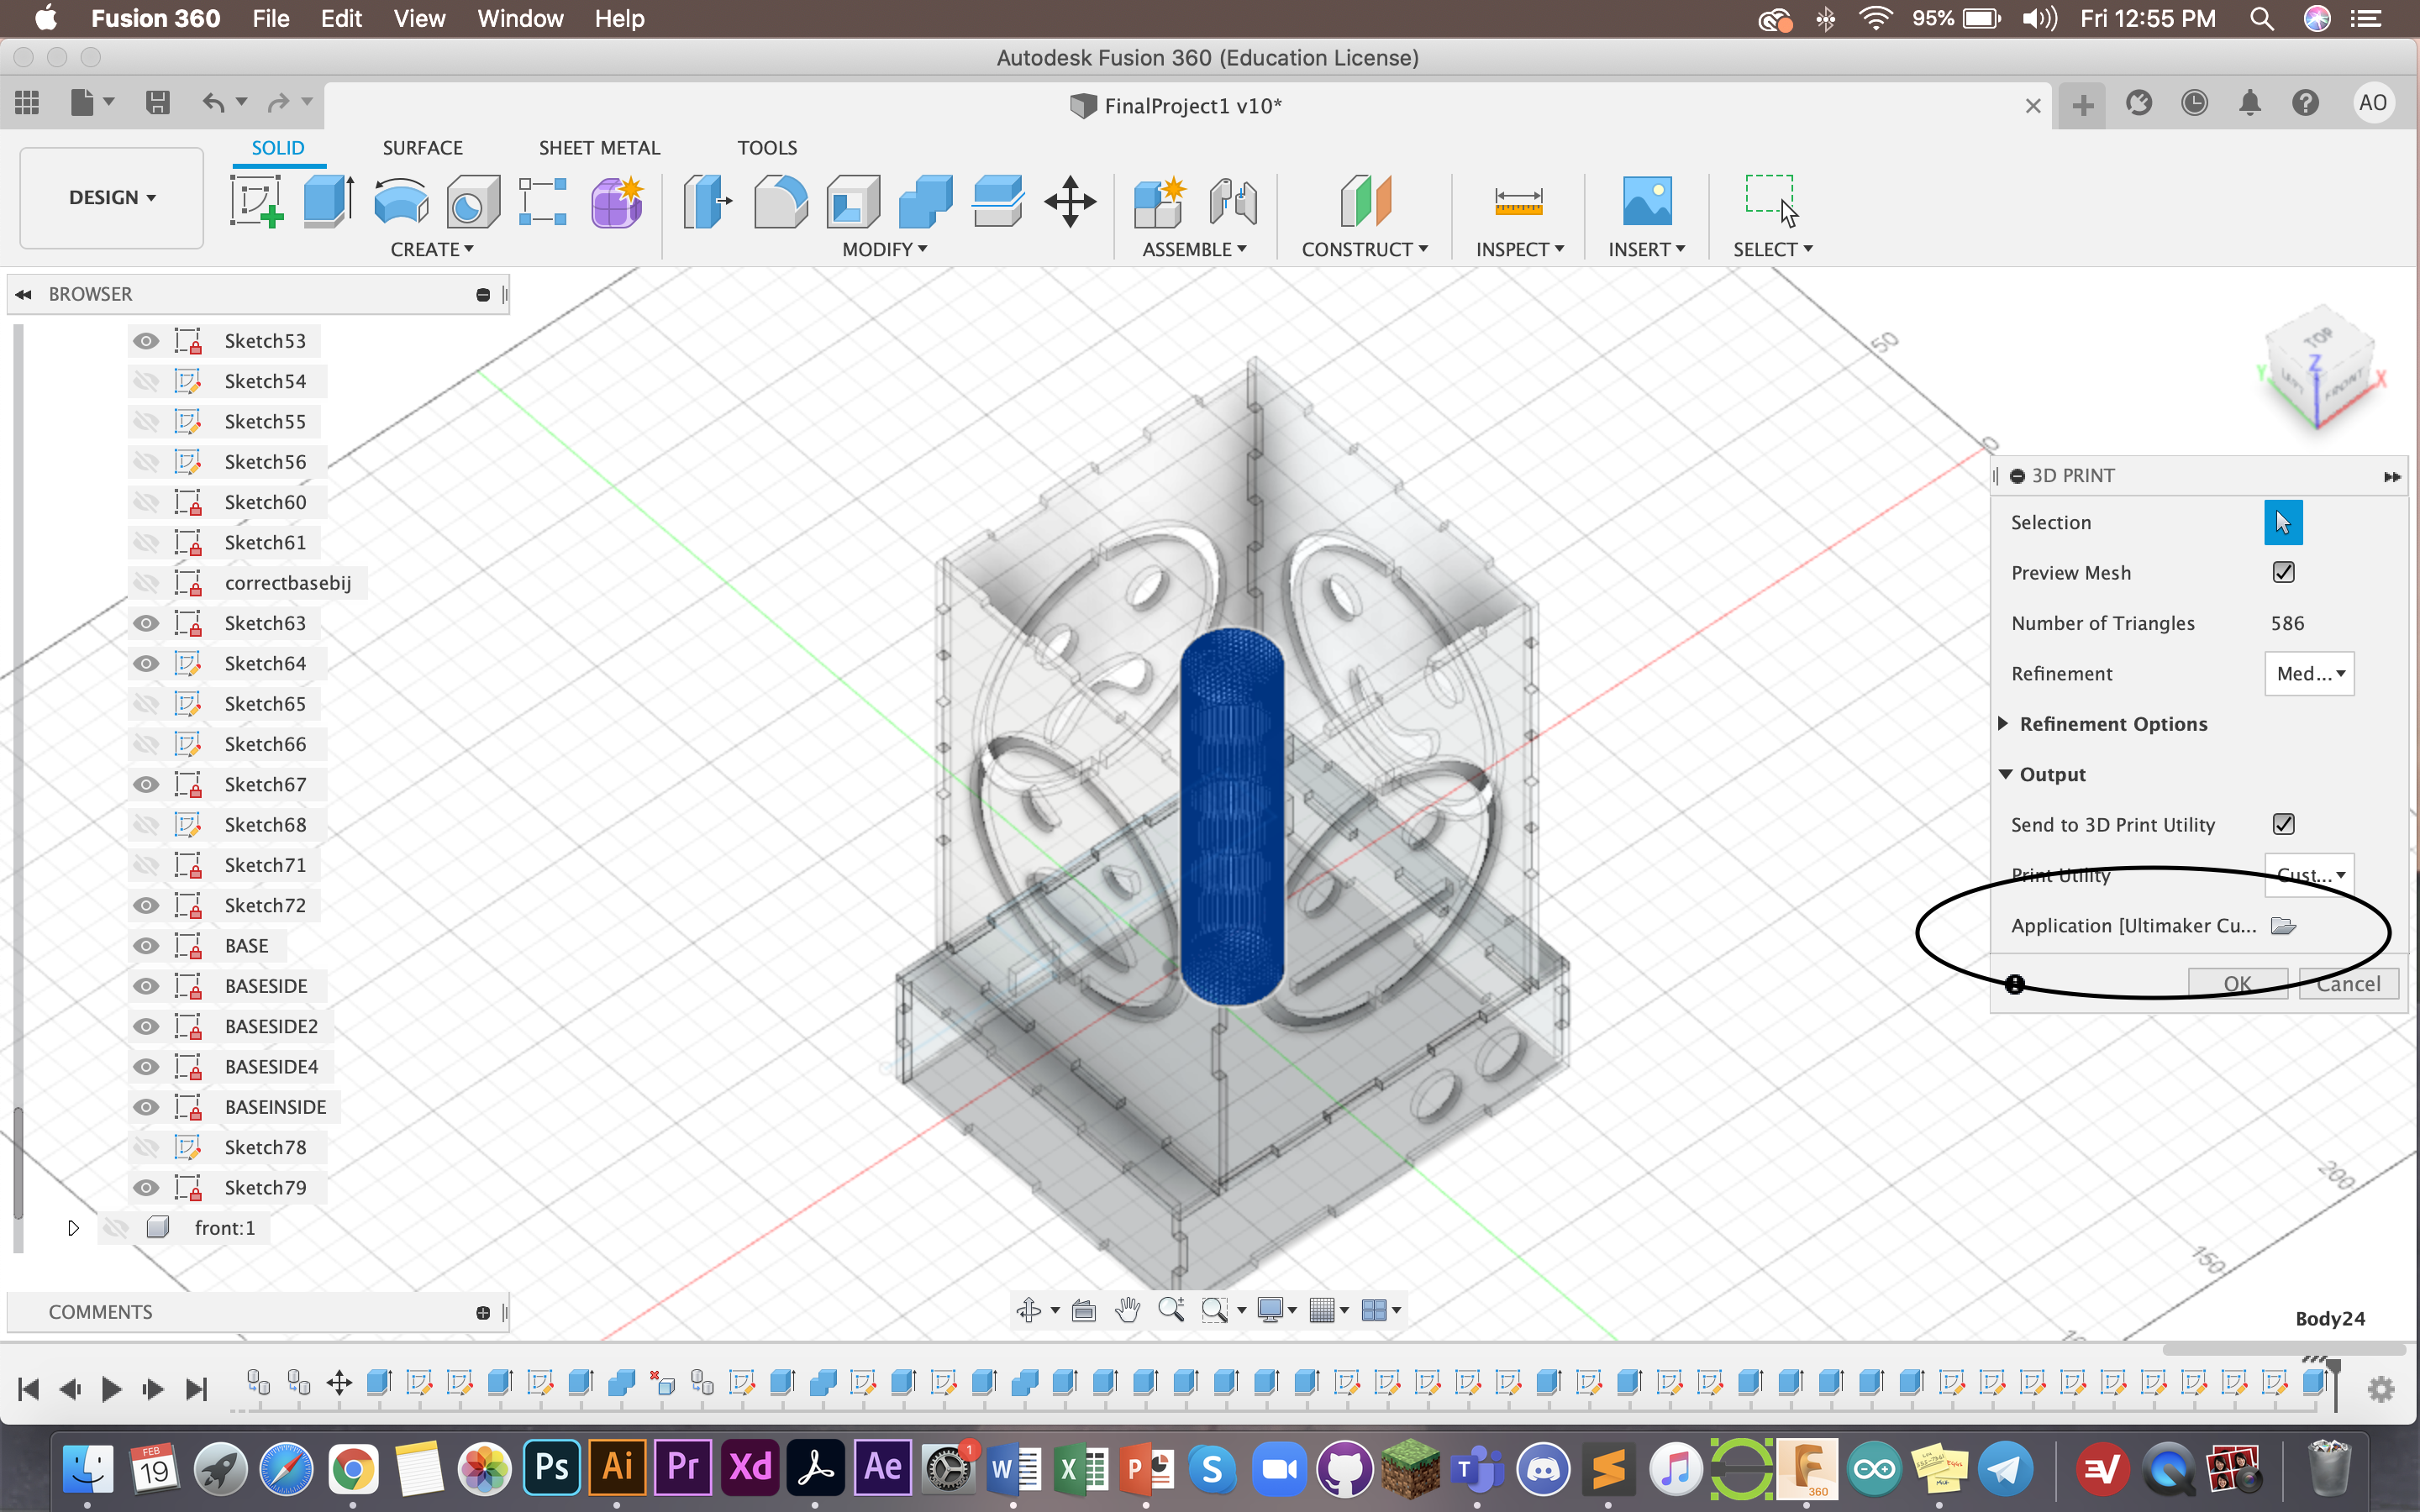 Fusion 360 File Edit View Window Help 95% Fri 12:55 PM
Autodesk Fusion 360 (Education License)
FinalProject1 v10* AO
SOLID SURFACE SHEET METAL TOOLS
DESIGN
CREATE MODIFY ASSEMBLE CONSTRUCT INSPECT INSERT SELECT
BROWSER
Sketch53
Sketch54
Sketch55
Sketch56
Sketch60
Sketch61
correctbasebij
Sketch63
Sketch64
Sketch65
Sketch66
Sketch67
Sketch68
Sketch71
Sketch72
BASE
BASESIDE
BASESIDE2
BASESIDE4
BASEINSIDE
Sketch78
Sketch79
front:1
COMMENTS
50
0
200
150
TOP
LEFT
FRONT
Z
Y
X
3D PRINT
Selection
Preview Mesh
Number of Triangles 586
Refinement Med...
Refinement Options
Output
Send to 3D Print Utility
Print Utility Cust...
Application [Ultimaker Cu...
OK Cancel
Body24
FEB
19
Ps Ai Pr Xd Ae 1 W X P S T F
360